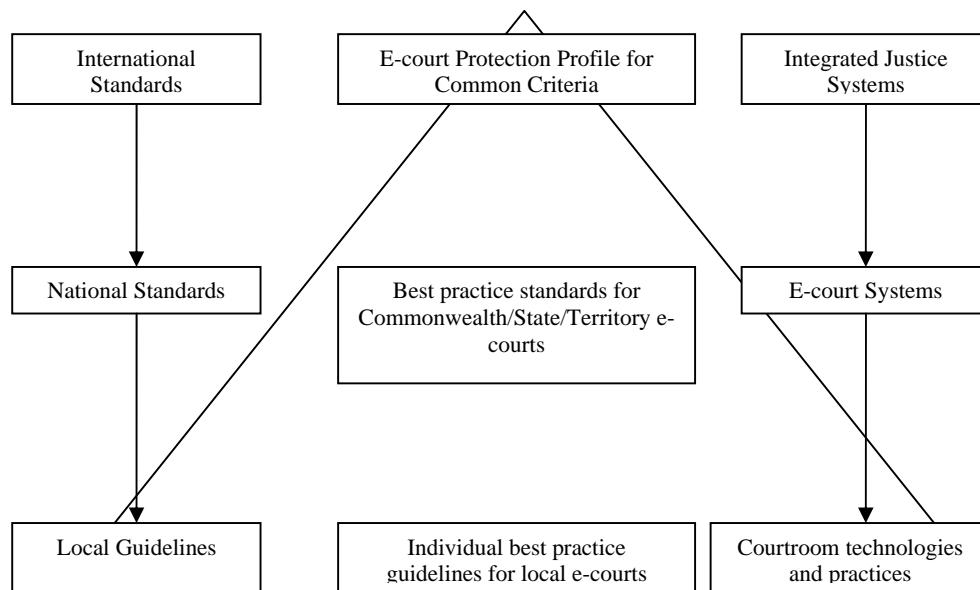 International
Standards
E-court Protection Profile for
Common Criteria
Integrated Justice
Systems
National Standards
Best practice standards for
Commonwealth/State/Territory e-
courts
E-court Systems
Local Guidelines
Individual best practice
guidelines for local e-courts
Courtroom technologies
and practices